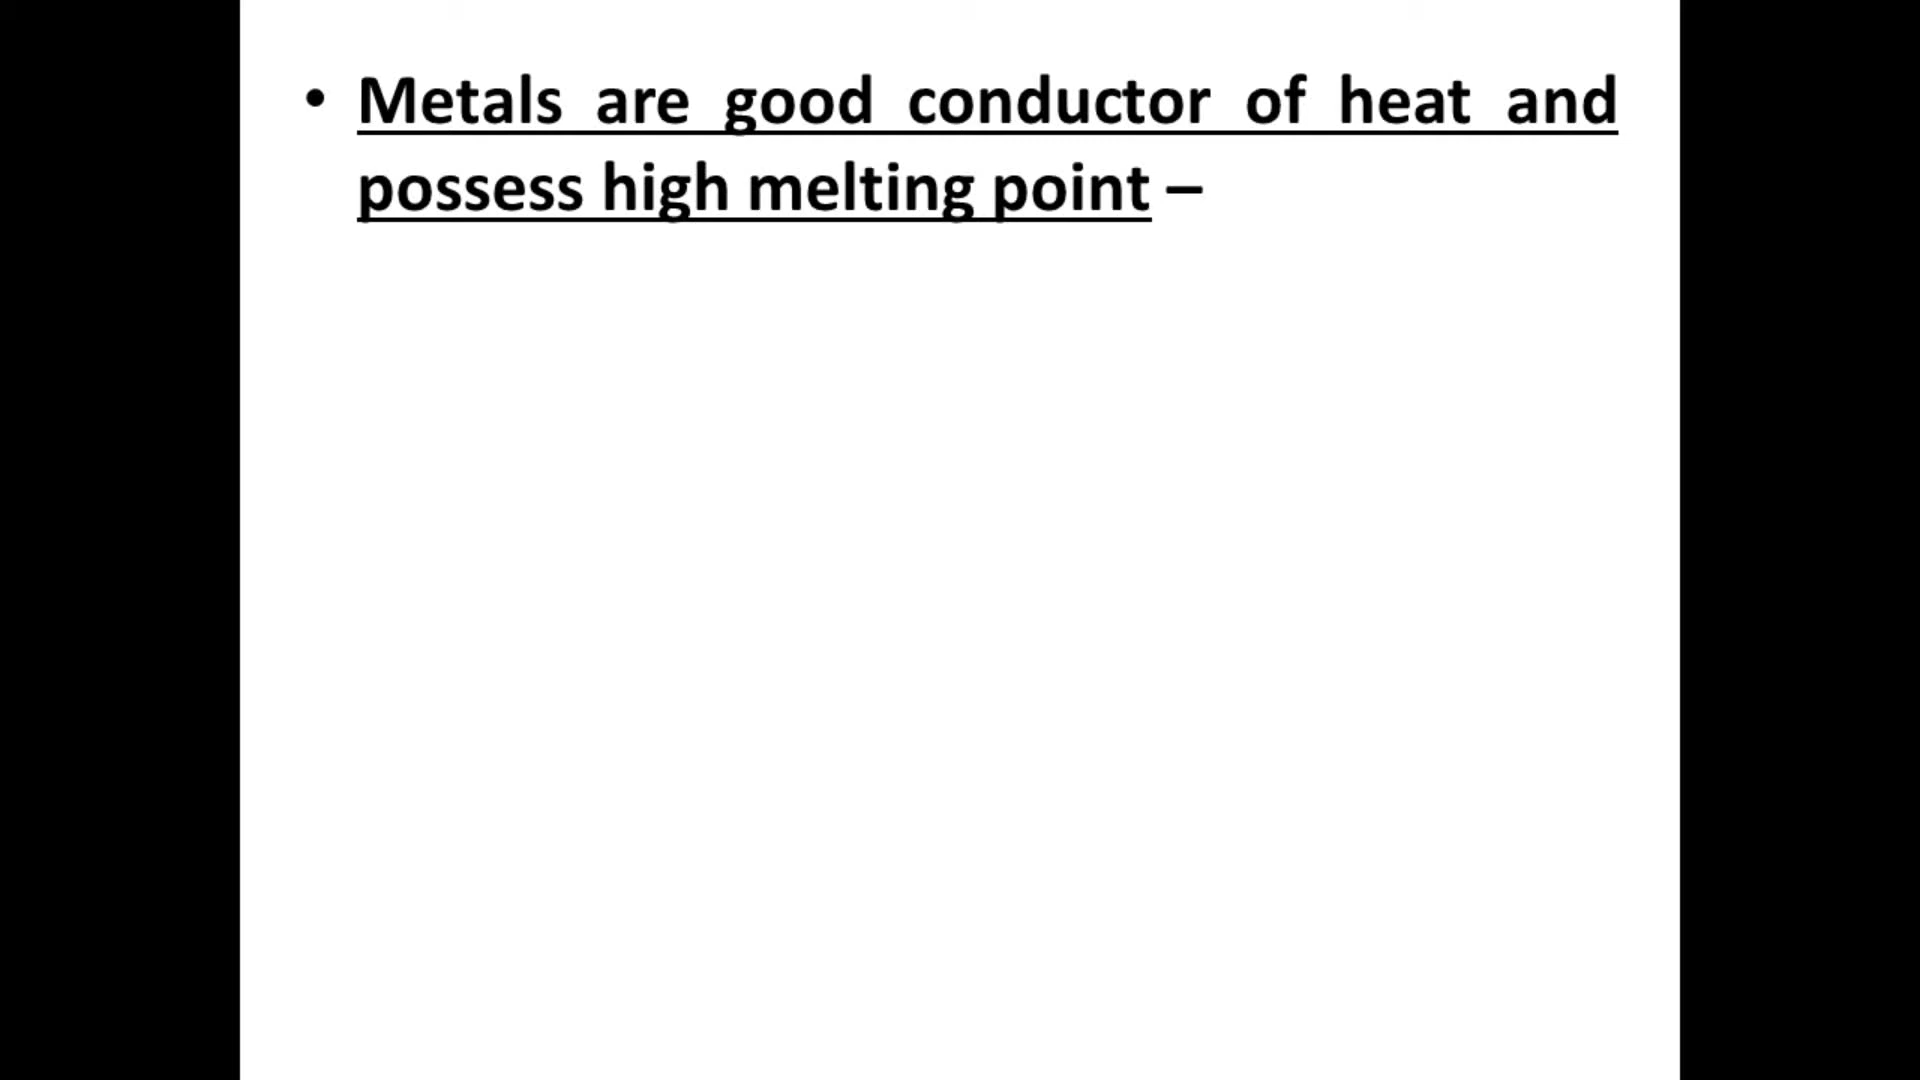 • Metals are good conductor of heat and
possess high melting point –